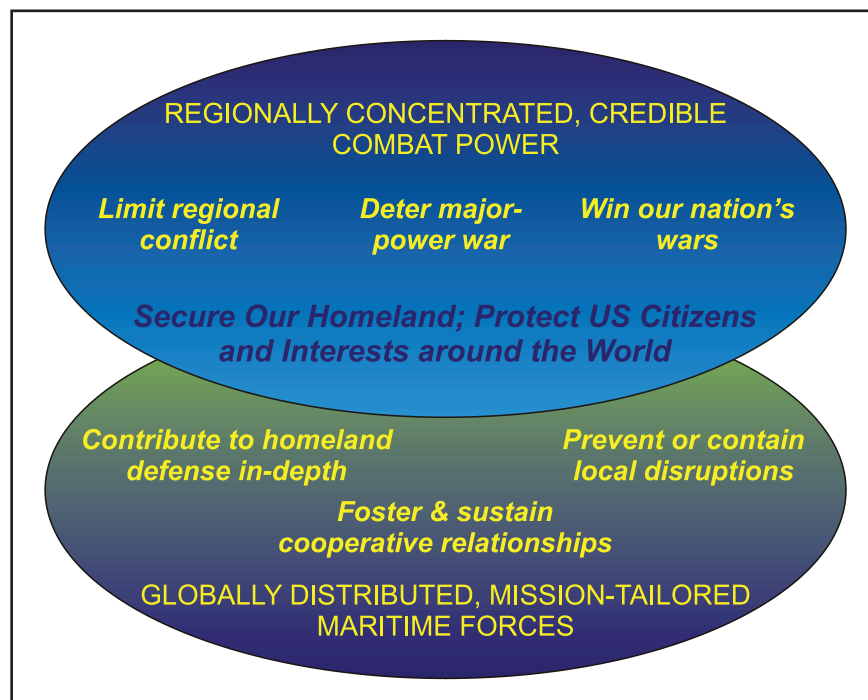 REGIONALLY CONCENTRATED, CREDIBLE
COMBAT POWER
Limit regional
conflict
Deter major-
power war
Win our nation’s
wars
Secure Our Homeland; Protect US Citizens
and Interests around the World
Contribute to homeland
defense in-depth
Prevent or contain
local disruptions
Foster & sustain
cooperative relationships
GLOBALLY DISTRIBUTED, MISSION-TAILORED
MARITIME FORCES